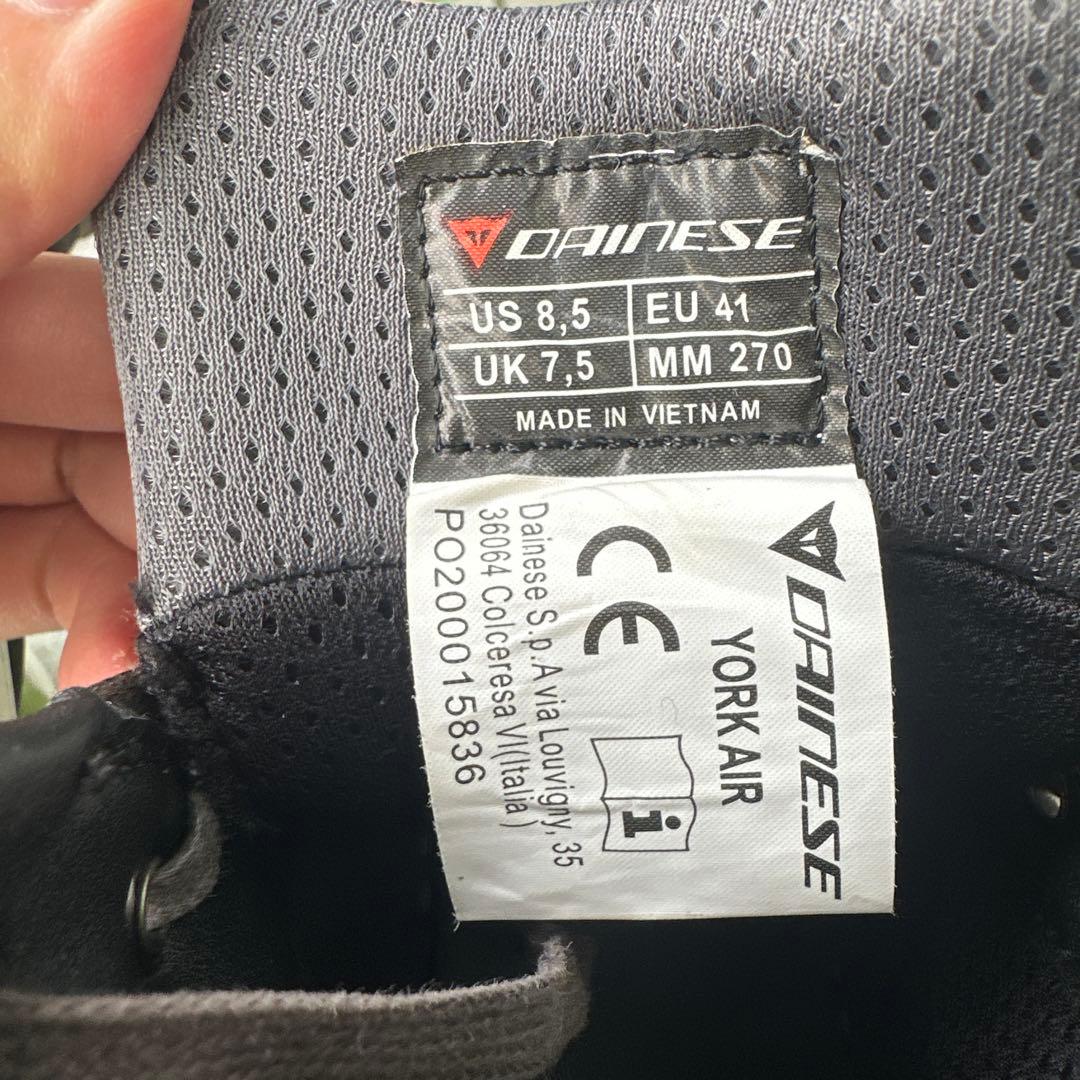 DAINESE
US 8,5 EU 41
UK 7,5 MM 270
MADE IN VIETNAM
DAINESE
YORK AIR
CE
i
Dainese S.p.A via Louvigny, 35
36064 Colceresa VI(Italia)
PO200015836